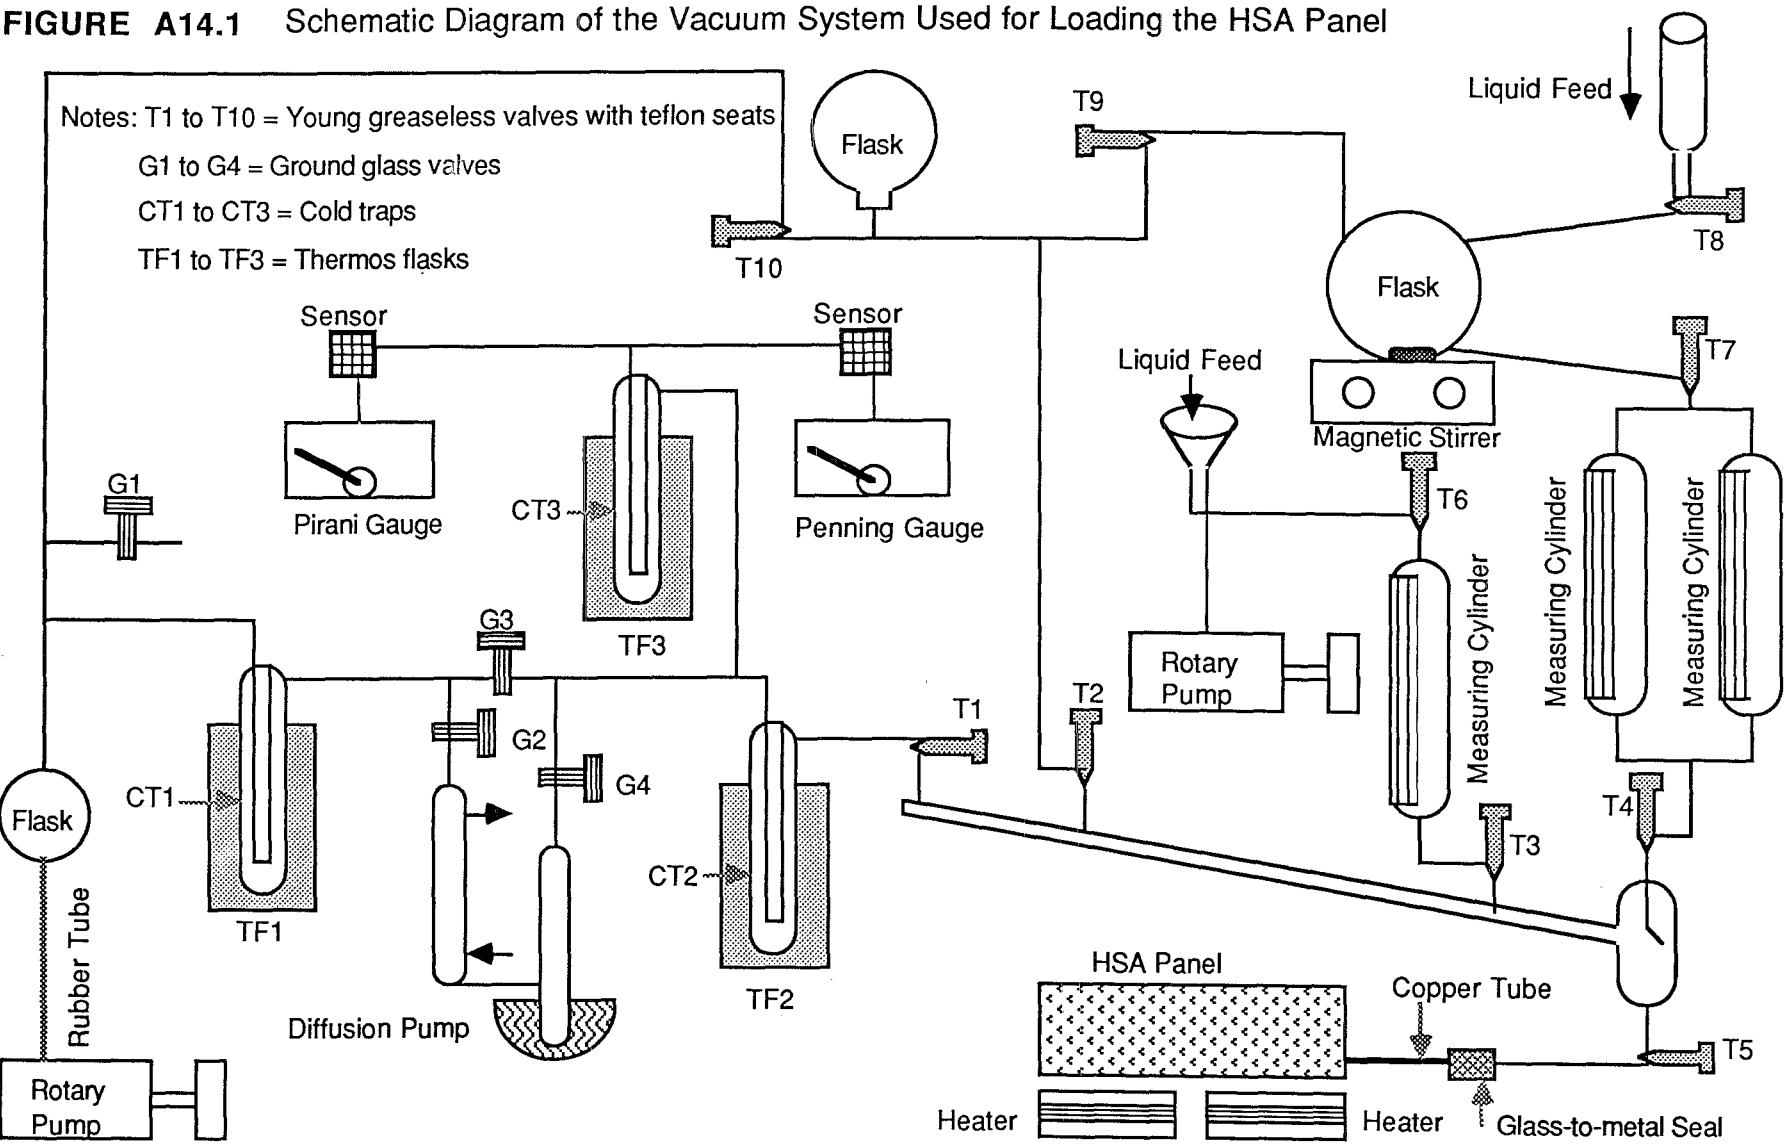 FIGURE A14.1 Schematic Diagram of the Vacuum System Used for Loading the HSA Panel
Liquid Feed
Notes: T1 to T10 = Young greaseless valves with teflon seats
G1 to G4 = Ground glass valves
CT1 to CT3 = Cold traps
TF1 to TF3 = Thermos flasks
Flask
T9
T10
T8
Flask
Sensor
Sensor
T7
Liquid Feed
Magnetic Stirrer
G1
CT3
Pirani Gauge
Penning Gauge
T6
Measuring Cylinder
Measuring Cylinder
Measuring Cylinder
G3
TF3
Rotary
Pump
T1
T2
G2
G4
CT1
Flask
T4
T3
CT2
TF1
Rubber Tube
TF2
HSA Panel
Copper Tube
Diffusion Pump
T5
Rotary
Pump
Heater
Heater
Glass-to-metal Seal